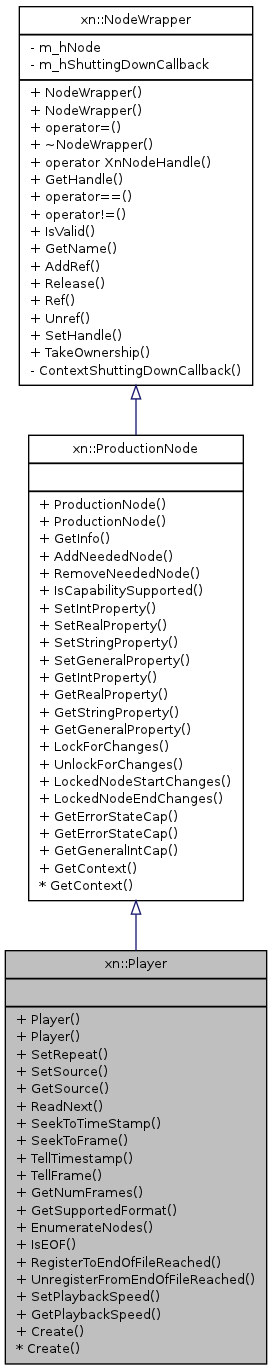 xn::NodeWrapper
- m_hNode
- m_hShuttingDownCallback
+ NodeWrapper()
+ NodeWrapper()
+ operator=()
+ ~NodeWrapper()
+ operator XnNodeHandle()
+ GetHandle()
+ operator==()
+ operator!=()
+ IsValid()
+ GetName()
+ AddRef()
+ Release()
+ Ref()
+ Unref()
+ SetHandle()
+ TakeOwnership()
- ContextShuttingDownCallback()
xn::ProductionNode
+ ProductionNode()
+ ProductionNode()
+ GetInfo()
+ AddNeededNode()
+ RemoveNeededNode()
+ IsCapabilitySupported()
+ SetIntProperty()
+ SetRealProperty()
+ SetStringProperty()
+ SetGeneralProperty()
+ GetIntProperty()
+ GetRealProperty()
+ GetStringProperty()
+ GetGeneralProperty()
+ LockForChanges()
+ UnlockForChanges()
+ LockedNodeStartChanges()
+ LockedNodeEndChanges()
+ GetErrorStateCap()
+ GetErrorStateCap()
+ GetGeneralIntCap()
+ GetContext()
* GetContext()
xn::Player
+ Player()
+ Player()
+ SetRepeat()
+ SetSource()
+ GetSource()
+ ReadNext()
+ SeekToTimeStamp()
+ SeekToFrame()
+ TellTimestamp()
+ TellFrame()
+ GetNumFrames()
+ GetSupportedFormat()
+ EnumerateNodes()
+ IsEOF()
+ RegisterToEndOfFileReached()
+ UnregisterFromEndOfFileReached()
+ SetPlaybackSpeed()
+ GetPlaybackSpeed()
+ Create()
* Create()